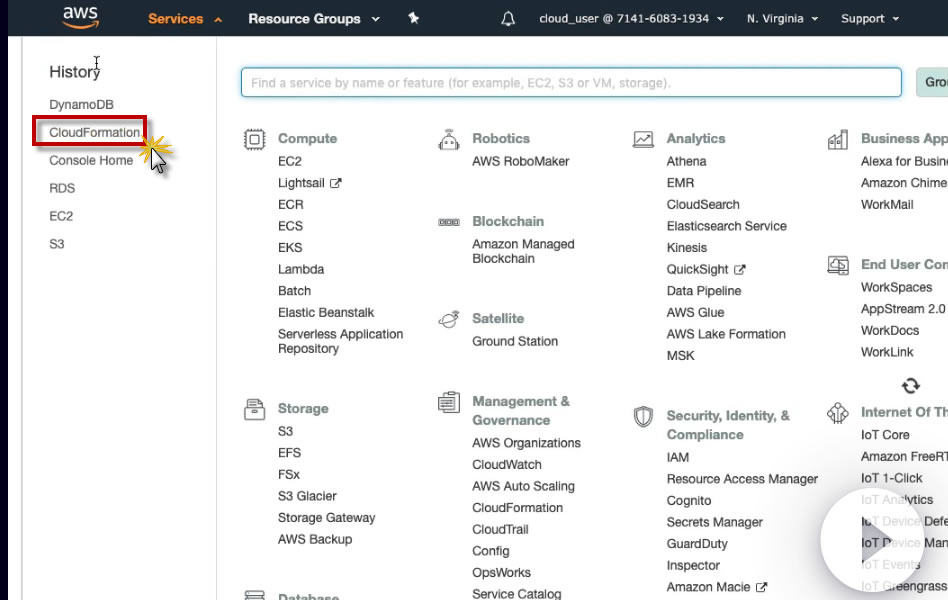 aws
Services
Resource Groups
cloud_user @ 7141-6083-1934
N. Virginia
Support
History
DynamoDB
CloudFormation
Console Home
RDS
EC2
S3
Find a service by name or feature (for example, EC2, S3 or VM, storage).
Compute
EC2
Lightsail
ECR
ECS
EKS
Lambda
Batch
Elastic Beanstalk
Serverless Application
Repository
Storage
S3
EFS
FSx
S3 Glacier
Storage Gateway
AWS Backup
Database
Robotics
AWS RoboMaker
Blockchain
Amazon Managed
Blockchain
Satellite
Ground Station
Management &
Governance
AWS Organizations
CloudWatch
AWS Auto Scaling
CloudFormation
CloudTrail
Config
OpsWorks
Service Catalog
Analytics
Athena
EMR
CloudSearch
Elasticsearch Service
Kinesis
QuickSight
Data Pipeline
AWS Glue
AWS Lake Formation
MSK
Security, Identity, &
Compliance
IAM
Resource Access Manager
Cognito
Secrets Manager
GuardDuty
Inspector
Amazon Macie
Business App
Alexa for Busin
Amazon Chime
WorkMail
End User Con
WorkSpaces
AppStream 2.0
WorkDocs
WorkLink
Internet Of Th
IoT Core
Amazon FreeRT
IoT 1-Click
IoT Analytics
IoT Device Defe
IoT Device Man
IoT Events
IoT Greengrass